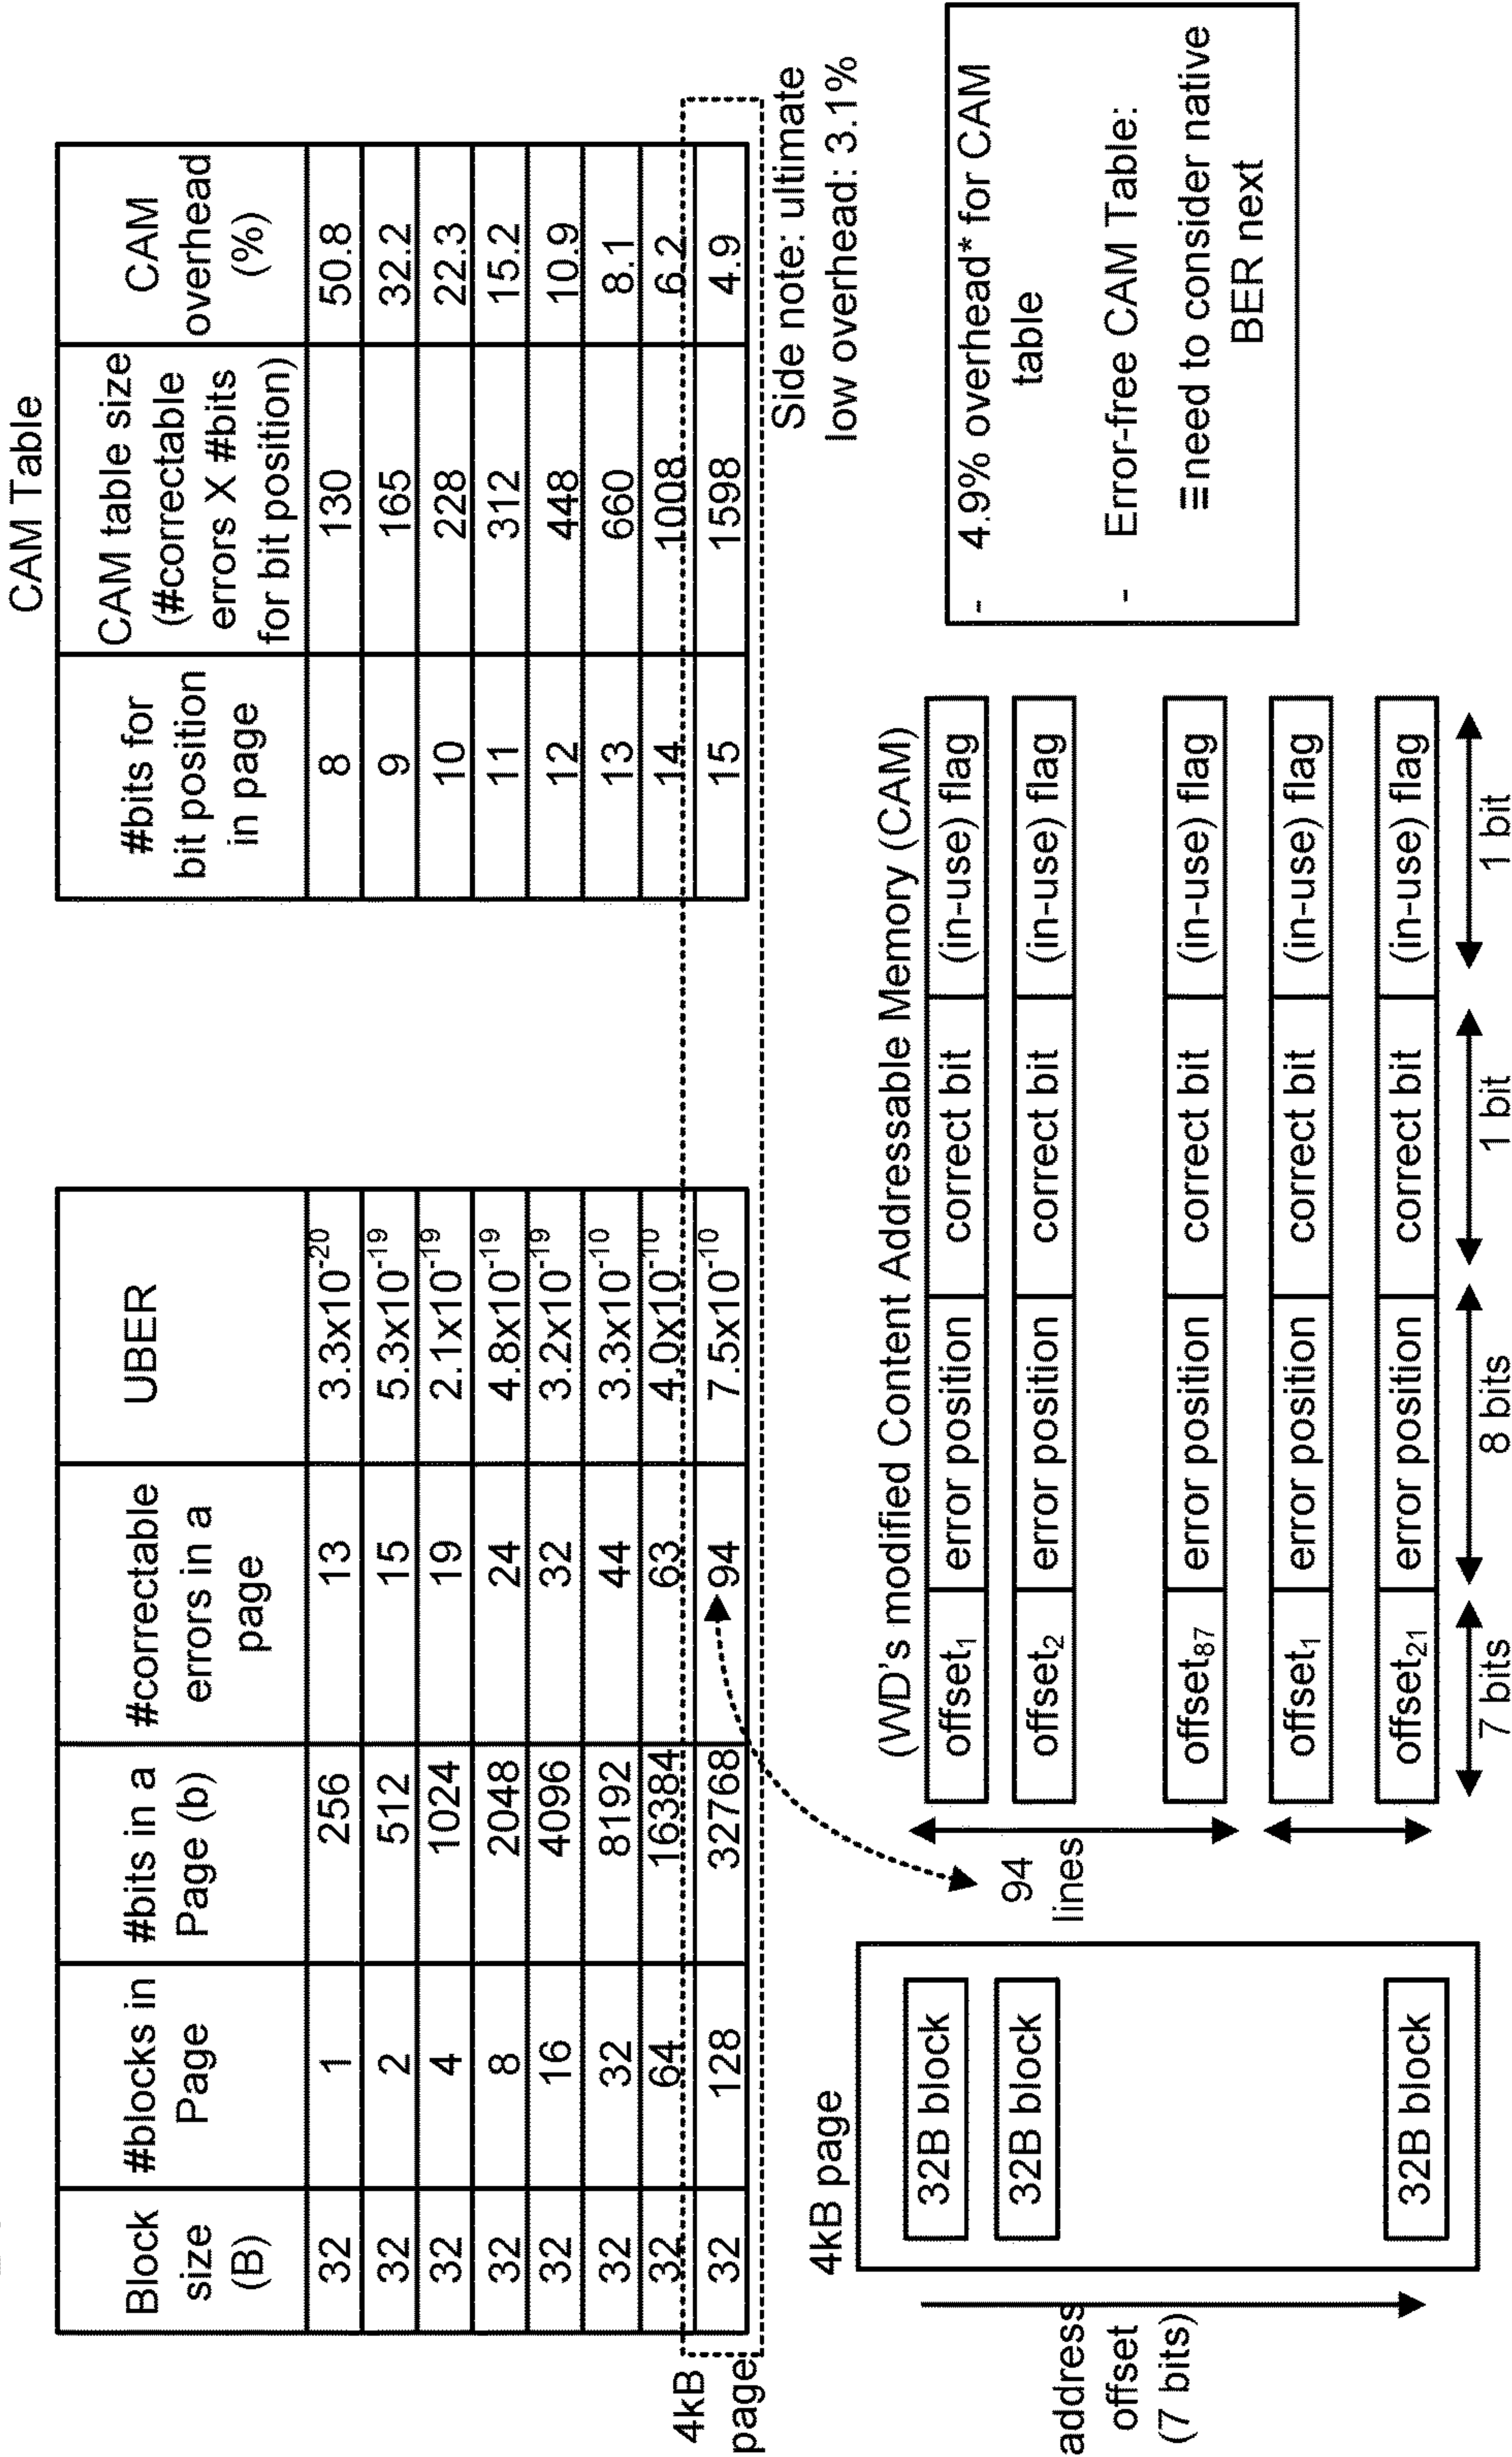 CAM Table
Block size (B) | #blocks in Page | #bits in a Page (b) | #correctable errors in a page | UBER | #bits for bit position in page | CAM table size (#correctable errors X #bits for bit position) | CAM overhead (%)
32 | 1 | 256 | 13 | 3.3x10-20 | 8 | 130 | 50.8
32 | 2 | 512 | 15 | 5.3x10-19 | 9 | 165 | 32.2
32 | 4 | 1024 | 19 | 2.1x10-19 | 10 | 228 | 22.3
32 | 8 | 2048 | 24 | 4.8x10-19 | 11 | 312 | 15.2
32 | 16 | 4096 | 32 | 3.2x10-19 | 12 | 448 | 10.9
32 | 32 | 8192 | 44 | 3.3x10-10 | 13 | 660 | 8.1
32 | 64 | 16384 | 63 | 4.0x10-10 | 14 | 1008 | 6.2
32 | 128 | 32768 | 94 | 7.5x10-10 | 15 | 1598 | 4.9
4kB
page
Side note: ultimate
low overhead: 3.1%
4kB page
32B block
32B block
32B block
address
offset
(7 bits)
(WD's modified Content Addressable Memory (CAM)
94
lines
offset1 | error position | correct bit | (in-use) flag
offset2 | error position | correct bit | (in-use) flag
offset87 | error position | correct bit | (in-use) flag
offset1 | error position | correct bit | (in-use) flag
offset21 | error position | correct bit | (in-use) flag
7 bits | 8 bits | 1 bit | 1 bit
- 4.9% overhead* for CAM
table
- Error-free CAM Table:
≡need to consider native
BER next